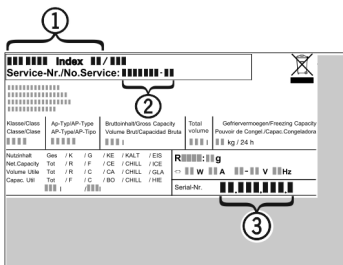 1
Index /
Service-Nr./No.Service: -
2
Klasse/Class Ap-Typ/AP-Type Bruttoinhalt/Gross Capacity Total Gefriervermoegen/Freezing Capacity
Classe/Clase AP-Type/AP-Tipo Volume Brut/Capacidad Bruta volume Pouvoir de Congel./Capac.Congeladora
l l kg / 24 h
Nutzinhalt Ges / K / G / KE / KALT / EIS
Net.Capacity Tot / R / F / CE / CHILL / ICE
Volume Utile Tot / R / C / CA / CHILL / GLA
Capac. Util Tot / F / C / BO / CHILL / HIE
l / l
R : g
W A - V Hz
Serial-Nr. . . .
3